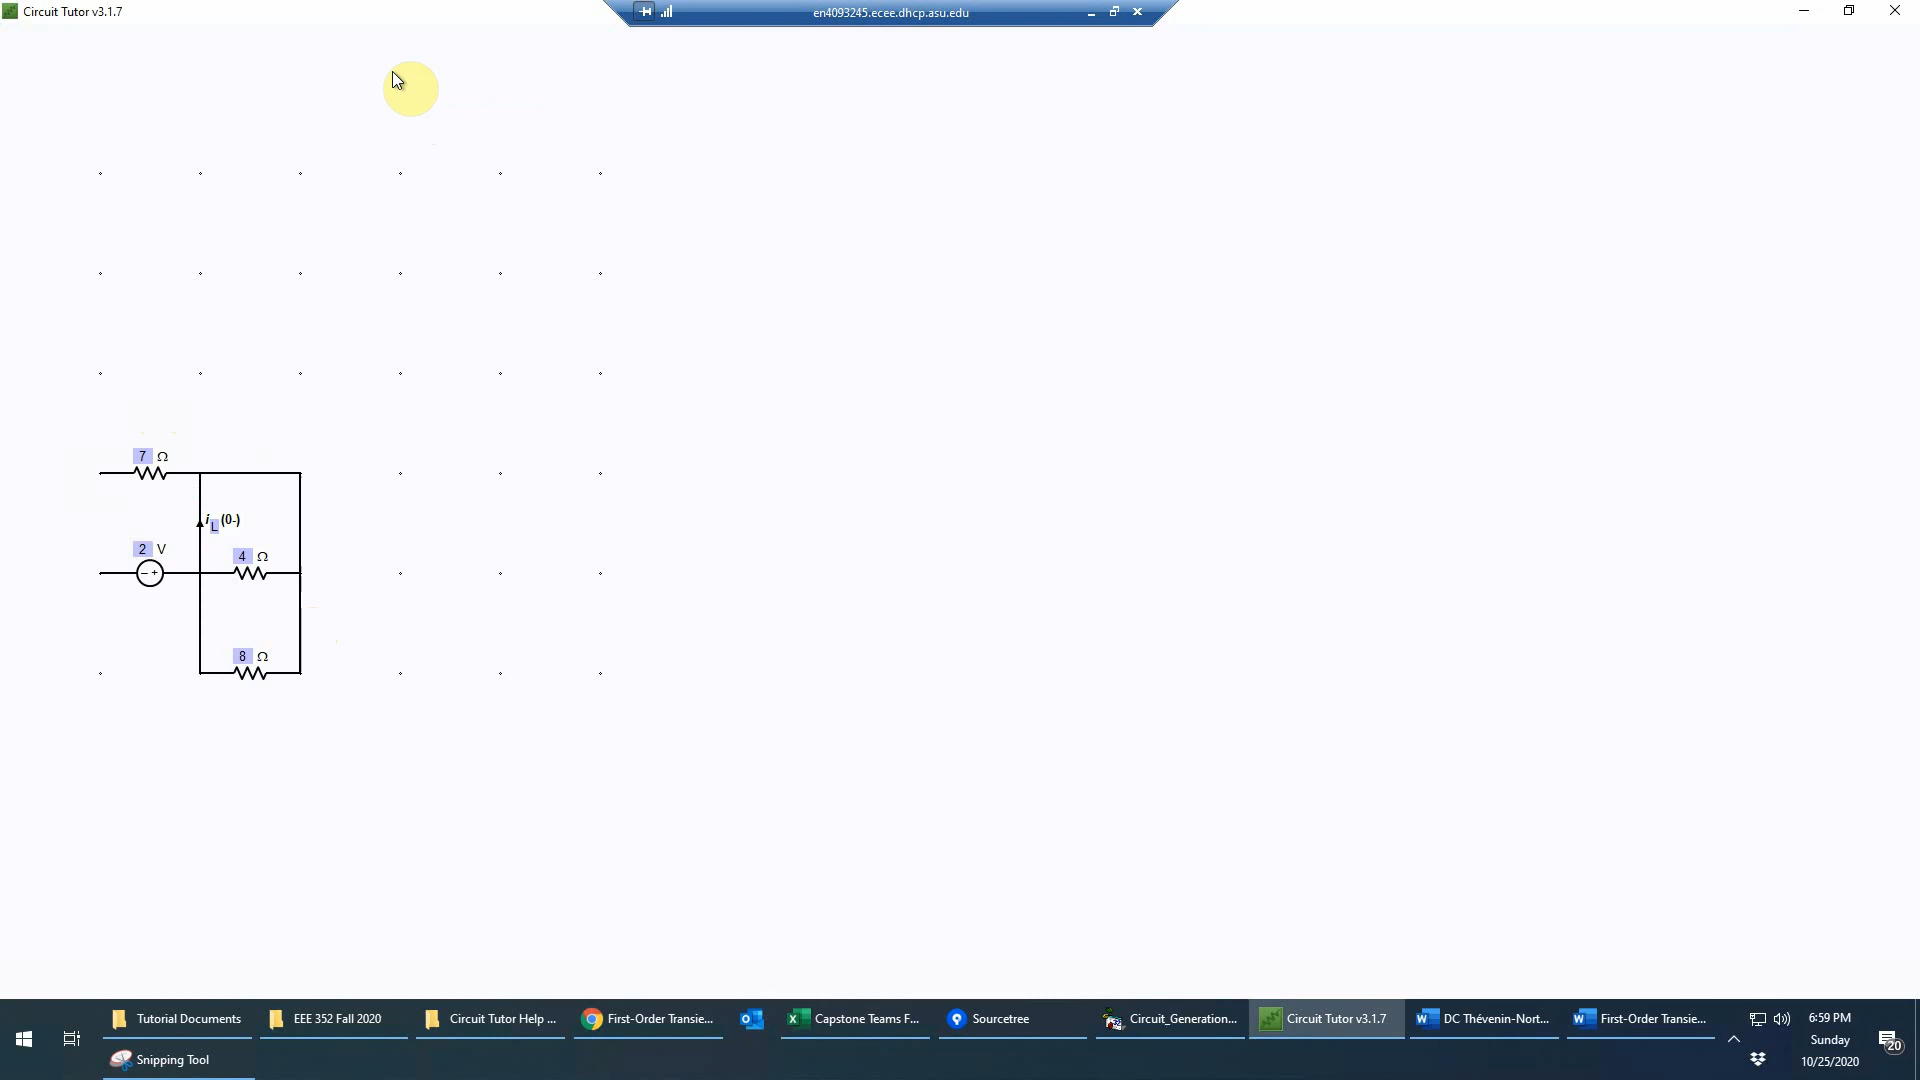 Circuit Tutor v3.1.7
en4093245.ecee.dhcp.asu.edu
7 Ω
i L (0-)
2 V
4 Ω
- +
8 Ω
Tutorial Documents
EEE 352 Fall 2020
Circuit Tutor Help ...
First-Order Transie...
Capstone Teams F...
Sourcetree
Circuit_Generation...
Circuit Tutor v3.1.7
DC Thévenin-Nort...
First-Order Transie...
6:59 PM
Sunday
10/25/2020
20
Snipping Tool